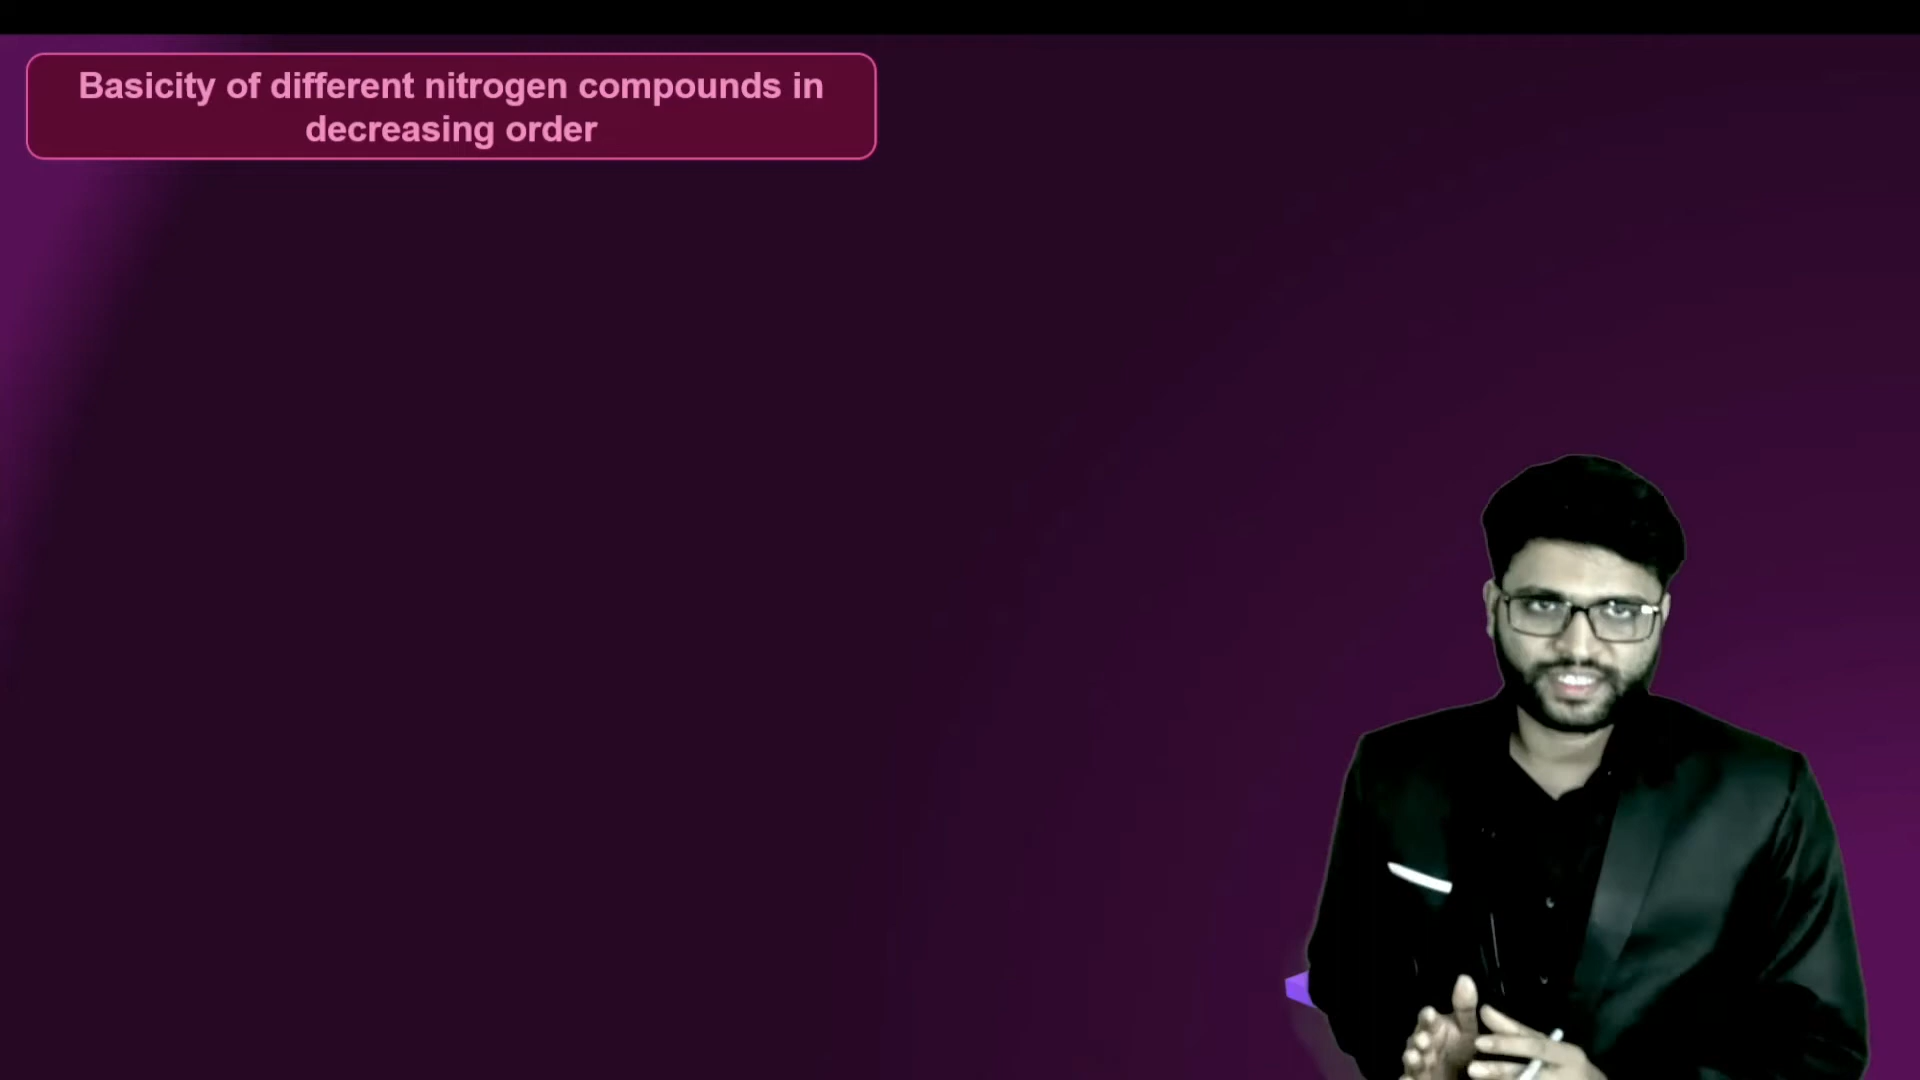 Basicity of different nitrogen compounds in
decreasing order